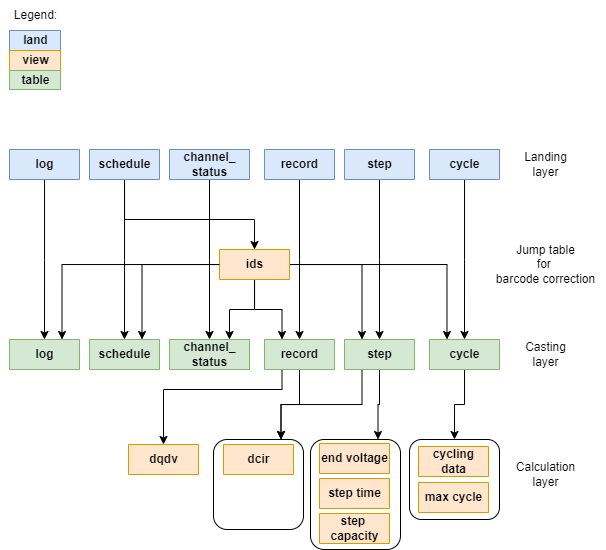 Legend:
land
view
table
log
schedule
channel_
status
record
step
cycle
Landing
layer
ids
Jump table
for
barcode correction
log
schedule
channel_
status
record
step
cycle
Casting
layer
dqdv
dcir
end voltage
step time
step
capacity
cycling
data
max cycle
Calculation
layer